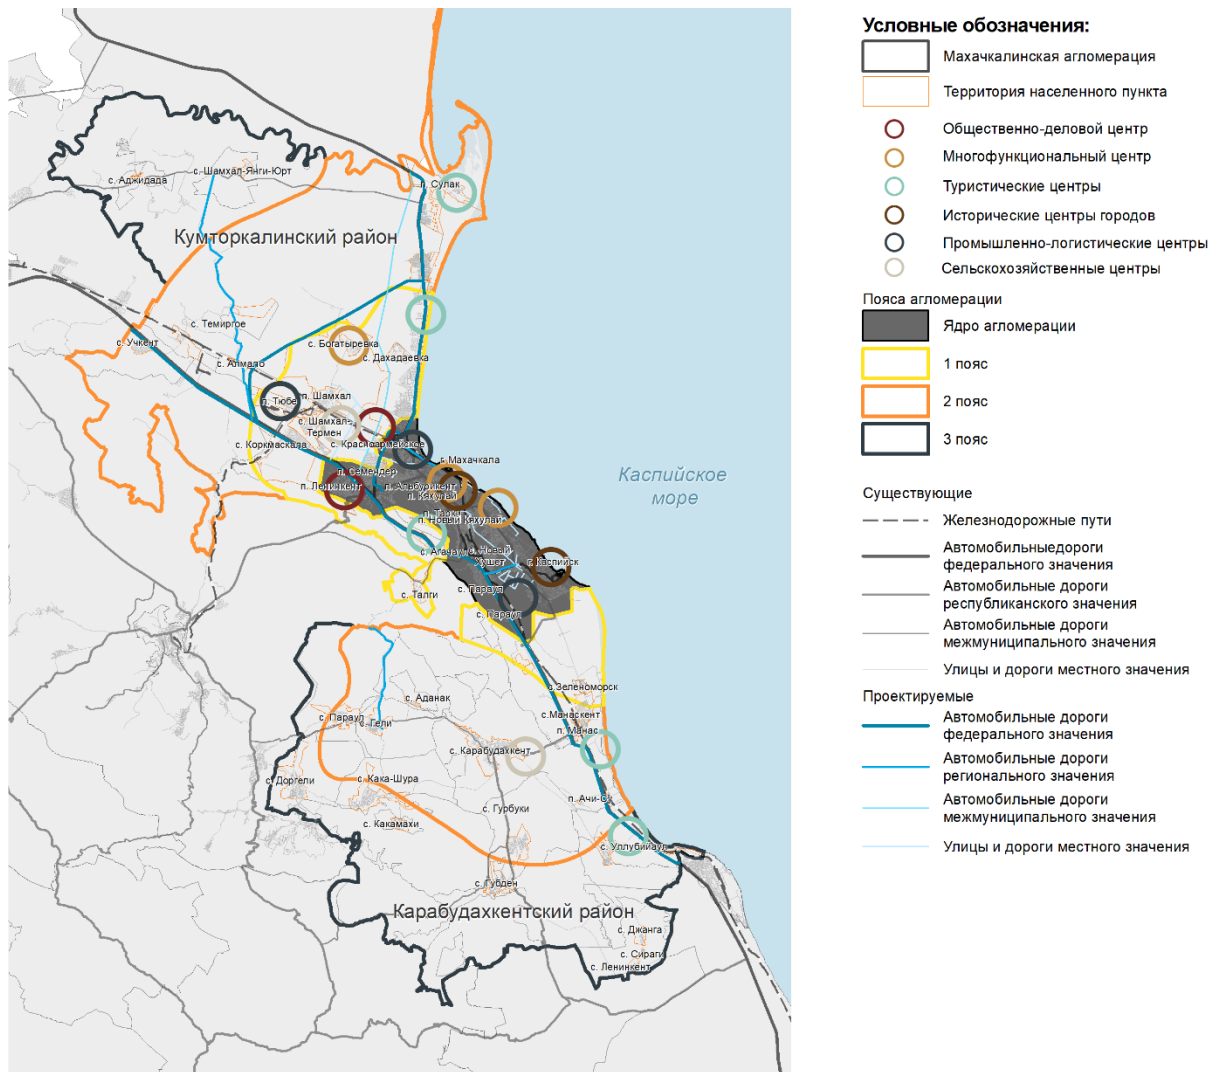 с. Шамхал-Янги-Юрт
с. Аджидада
п. Сулак
Кумторкалинский район
с. Темиргое
с. Учкент
с. Богатыревка
с. Дахадаевка
с. Алмало
п. Шамхал
п. Тюбе
с. Шамхал-
Термен
с. Коркмаскала
с. Красноармейское
г. Махачкала
п. Семендер
п. Ленинкент
п. Альбурикент
п. Кяхулай
п. Тарки
п. Новый Кяхулай
Каспийское
море
с. Агачаул
с. Новый
Хушет
г. Каспийск
с. Талги
с. Параул
с. Параул
с. Зеленоморск
с. Аданак
с. Параул
с. Гели
с.Манаскент
п. Манас
с. Карабудахкент
с. Доргели
с. Кака-Шура
п. Ачи-Су
с. Гурбуки
с. Какамахи
с. Уллубийаул
с. Губден
Карабудахкентский район
с. Джанга
с. Сираги
с. Ленинкент
Условные обозначения:
Махачкалинская агломерация
Территория населенного пункта
Общественно-деловой центр
Многофункциональный центр
Туристические центры
Исторические центры городов
Промышленно-логистические центры
Сельскохозяйственные центры
Пояса агломерации
Ядро агломерации
1 пояс
2 пояс
3 пояс
Существующие
Железнодорожные пути
Автомобильныедороги
федерального значения
Автомобильные дороги
республиканского значения
Автомобильные дороги
межмуниципального значения
Улицы и дороги местного значения
Проектируемые
Автомобильные дороги
федерального значения
Автомобильные дороги
регионального значения
Автомобильные дороги
межмуниципального значения
Улицы и дороги местного значения